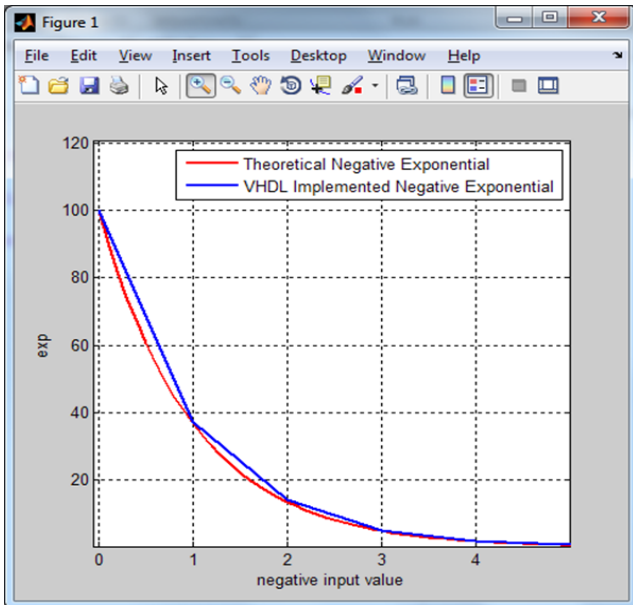 Figure 1
File Edit View Insert Tools Desktop Window Help
120
100
80
60
40
20
exp
Theoretical Negative Exponential
VHDL Implemented Negative Exponential
0 1 2 3 4
negative input value